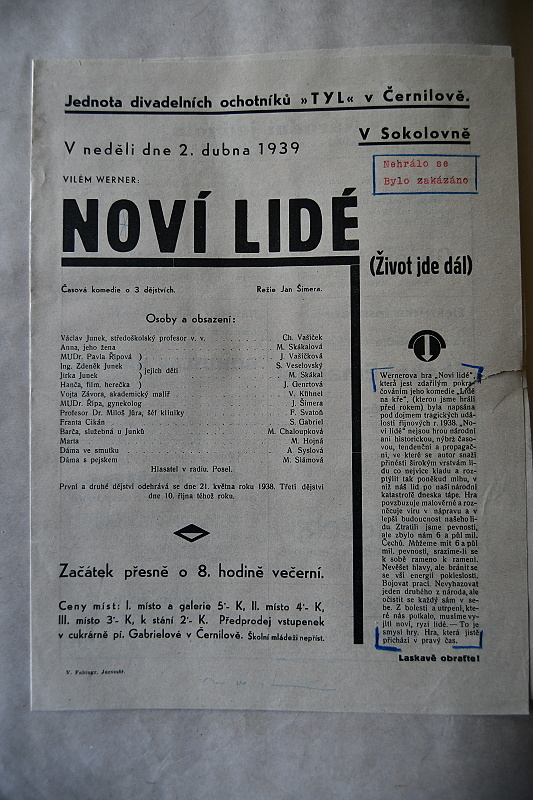 Jednota divadelních ochotníků »TYL« v Černilově.
V neděli dne 2. dubna 1939
V Sokolovně
Nehrálo se
Bylo zakázáno
VILÉM WERNER:
NOVÍ LIDÉ
(Život jde dál)
Časová komedie o 3 dějstvích. Režie Jan Šimera.
Osoby a obsazení:
Václav Junek, středoškolský profesor v. v. Ch. Vašíček
Anna, jeho žena M. Skákalová
MUDr. Pavla Řípová ) J. Vašíčková
Ing. Zdeněk Junek ) jejich děti S. Veselovský
Jirka Junek ) M. Skákal
Hanča, film. herečka ) J. Genrtová
Vojta Závora, akademický malíř V. Kühnel
MUDr. Řípa, gynekolog J. Šimera
Profesor Dr. Miloš Jůra, šéf kliniky F. Svatoň
Franta Cikán S. Gabriel
Barča, služebná u Junků M. Chaloupková
Marta M. Hojná
Dáma ve smutku A. Syslová
Dáma s pejskem M. Slámová
Hlasatel v radiu. Posel.
První a druhé dějství odehrává se dne 21. května roku 1938. Třetí dějství
dne 10. října téhož roku.
Začátek přesně o 8. hodině večerní.
Ceny míst: I. místo a galerie 5'- K, II. místo 4'- K,
III. místo 3'- K, k stání 2'- K. Předprodej vstupenek
v cukrárně pí. Gabrielové v Černilově. Školní mládeži nepříst.
V. Fabingr, Jaroměř.
Wernerova hra „Noví lidé",
která jest zdařilým pokra-
čováním jeho komedie „Lidé
na kře", (kterou jsme hráli
před rokem) byla napsána
pod dojmem tragických udá-
lostí říjnových r. 1938. „No-
ví lidé" nejsou hrou národní
ani historickou, nýbrž časo-
vou, tendenční a propagač-
ní, ve které se autor snaží
přinésti širokým vrstvám li-
du co nejvíce kladu a roz-
ptýlit tak poněkud mlhu, v
níž náš lid po naší národní
katastrofě dneska tápe. Hra
povzbuzuje malověrné a roz-
něcuje víru v nápravu a v
lepší budoucnost našeho li-
du Ztratili jsme pevnosti,
ale zbylo nám 6 a půl mil.
Čechů. Můžeme mít 6 a půl
mil. pevností, srazíme-li se
k sobě rameno k rameni.
Nevěšet hlavy, ale bránit se
se vší energií pokleslosti.
Bojovat prací. Nevyhazovat
jeden druhého z národa, ale
očistit se každý sám v se-
be. Z bolesti a utrpení, kte-
ré nás potkalo, musíme vy-
jíti noví, ryzí lidé. — To je
smysl hry. Hra, která jistě
přichází v pravý čas.
Laskavě obraťte!